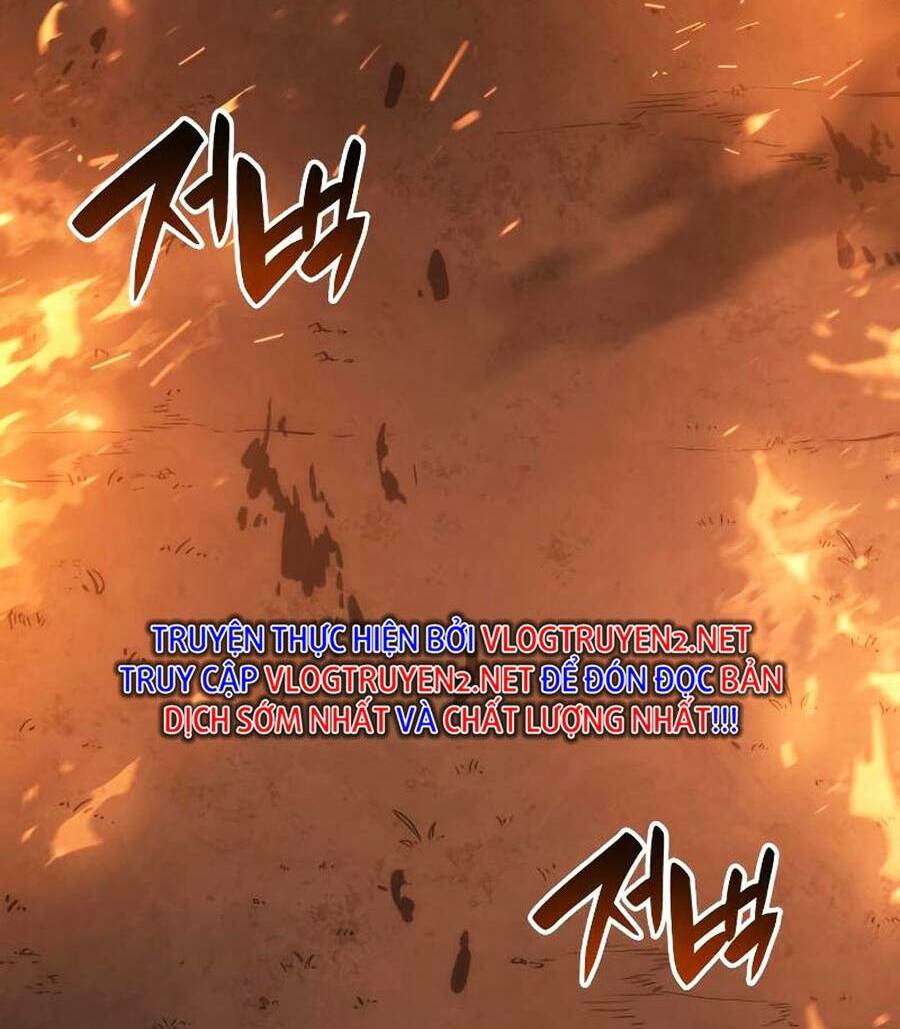 저벅
TRUYỆN THỰC HIỆN BỞI VLOGTRUYEN2.NET
TRUY CẬP VLOGTRUYEN2.NET ĐỂ ĐÓN ĐỌC BẢN
DỊCH SỚM NHẤT VÀ CHẤT LƯỢNG NHẤT!!!
저벅